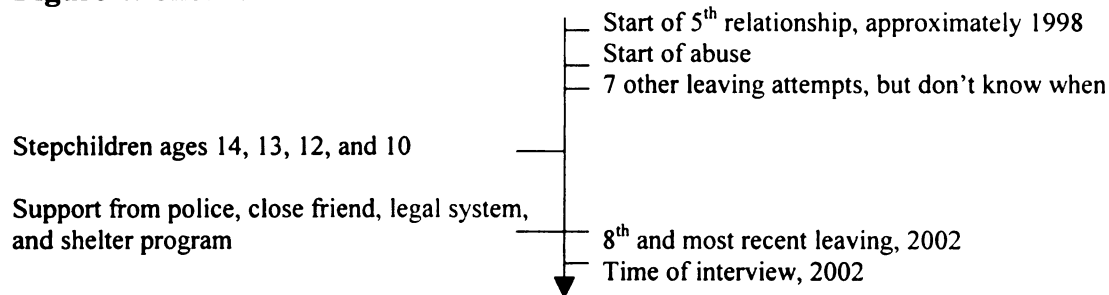 Start of 5th relationship, approximately 1998
Start of abuse
7 other leaving attempts, but don't know when
Stepchildren ages 14, 13, 12, and 10
Support from police, close friend, legal system,
and shelter program
8th and most recent leaving, 2002
Time of interview, 2002